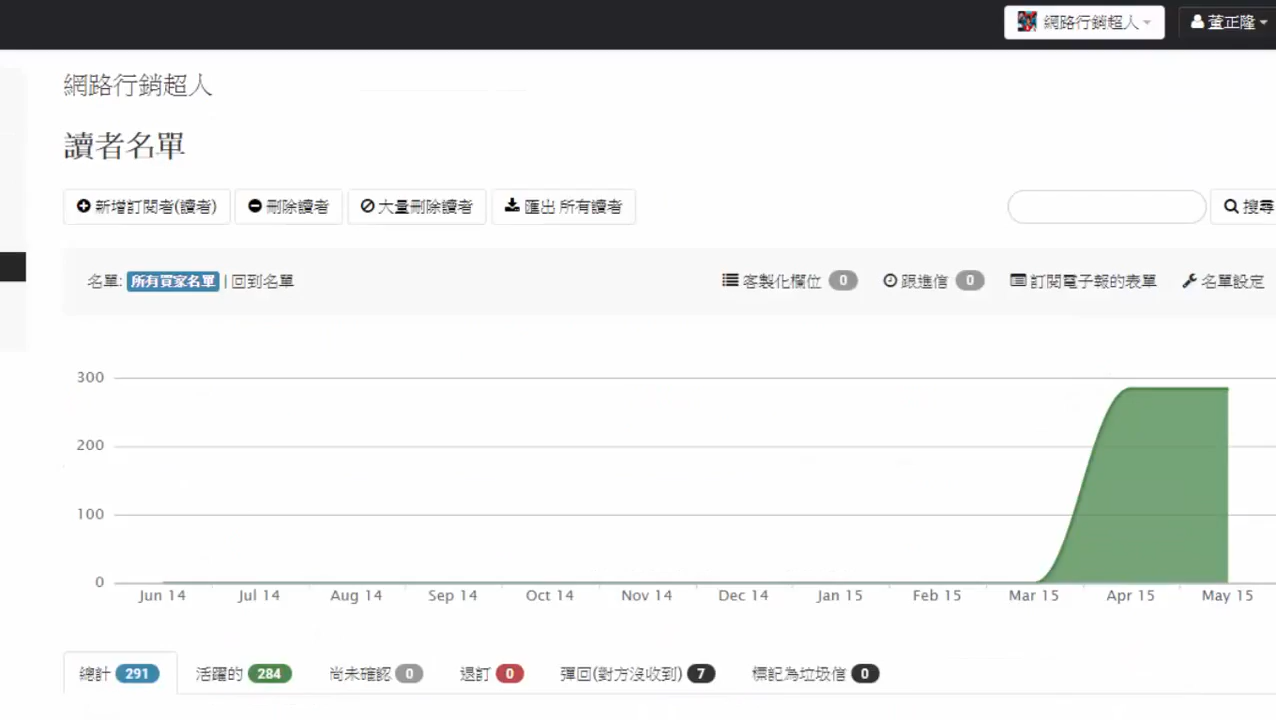 網路行銷超人 董正隆
網路行銷超人
讀者名單
新增訂閱者(讀者) 刪除讀者 大量刪除讀者 匯出 所有讀者 搜尋
名單: 所有買家名單 | 回到名單 客製化欄位 0 跟進信 0 訂閱電子報的表單 名單設定
300
200
100
0
Jun 14 Jul 14 Aug 14 Sep 14 Oct 14 Nov 14 Dec 14 Jan 15 Feb 15 Mar 15 Apr 15 May 15
總計 291 活躍的 284 尚未確認 0 退訂 0 彈回(對方沒收到) 7 標記為垃圾信 0